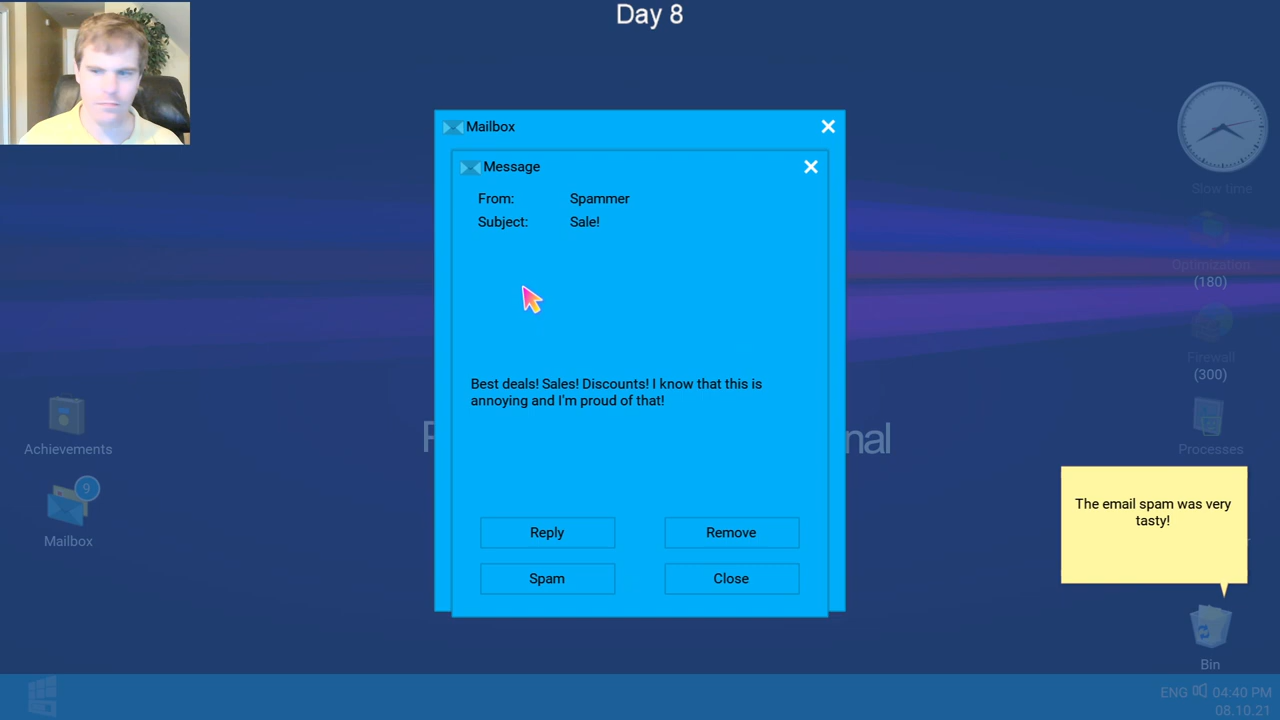 Day 8
Mailbox
Message
From: Spammer
Subject: Sale!
Slow time
Optimization
(180)
Best deals! Sales! Discounts! I know that this is
annoying and I'm proud of that!
Firewall
(300)
Achievements
nal
Processes
9
The email spam was very
tasty!
Mailbox
Reply
Remove
Spam
Close
Bin
ENG 04:40 PM
08.10.21